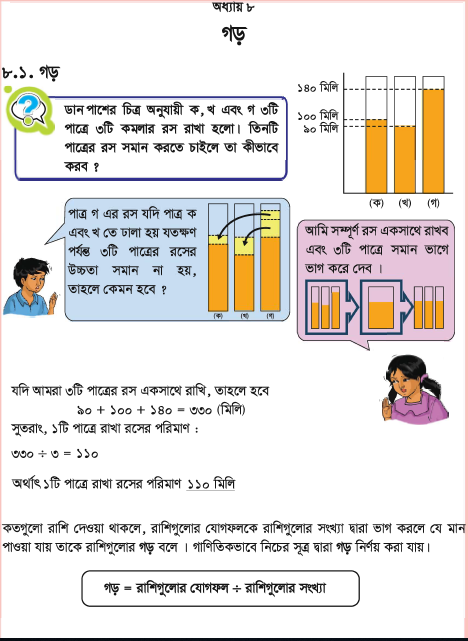 অধ্যায় ৮
গড়
৮.১. গড়
ডান পাশের চিত্র অনুযায়ী ক, খ এবং গ ৩টি
পাত্রে ৩টি কমলার রস রাখা হলো। তিনটি
পাত্রের রস সমান করতে চাইলে তা কীভাবে
করব ?
১৪০ মিলি
১০০ মিলি
৯০ মিলি
(ক) (খ) (গ)
পাত্র গ এর রস যদি পাত্র ক
এবং খ তে ঢালা হয় যতক্ষণ
পর্যন্ত ৩টি পাত্রের রসের
উচ্চতা সমান না হয়,
তাহলে কেমন হবে ?
(ক) (খ) (গ)
আমি সম্পূর্ণ রস একসাথে রাখব
এবং ৩টি পাত্রে সমান ভাগে
ভাগ করে দেব ।
যদি আমরা ৩টি পাত্রের রস একসাথে রাখি, তাহলে হবে
৯০ + ১০০ + ১৪০ = ৩৩০ (মিলি)
সুতরাং, ১টি পাত্রে রাখা রসের পরিমাণ :
৩৩০ ÷ ৩ = ১১০
অর্থাৎ ১টি পাত্রে রাখা রসের পরিমাণ ১১০ মিলি
কতগুলো রাশি দেওয়া থাকলে, রাশিগুলোর যোগফলকে রাশিগুলোর সংখ্যা দ্বারা ভাগ করলে যে মান
পাওয়া যায় তাকে রাশিগুলোর গড় বলে । গাণিতিকভাবে নিচের সূত্র দ্বারা গড় নির্ণয় করা যায়।
গড় = রাশিগুলোর যোগফল ÷ রাশিগুলোর সংখ্যা